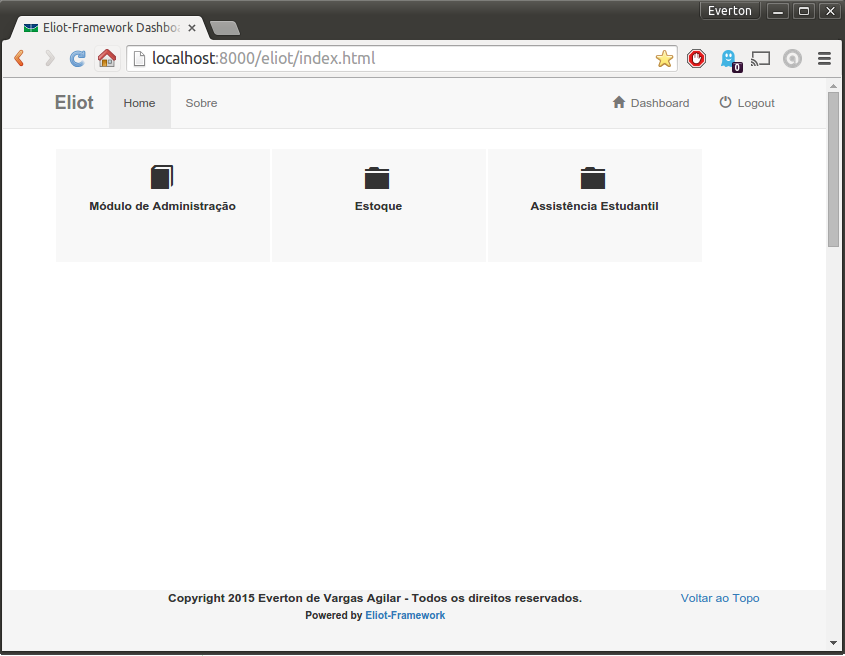 Everton
Eliot-Framework Dashboa
localhost:8000/eliot/index.html
0
Eliot
Home
Sobre
Dashboard
Logout
Módulo de Administração
Estoque
Assistência Estudantil
Copyright 2015 Everton de Vargas Agilar - Todos os direitos reservados.
Voltar ao Topo
Powered by Eliot-Framework